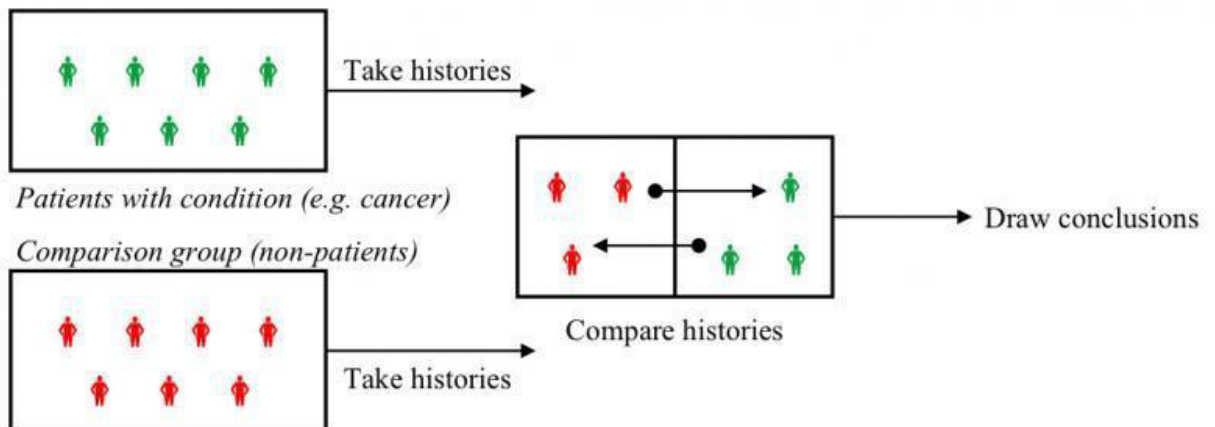 Take histories
Patients with condition (e.g. cancer)
Comparison group (non-patients)
Take histories
Compare histories
Draw conclusions